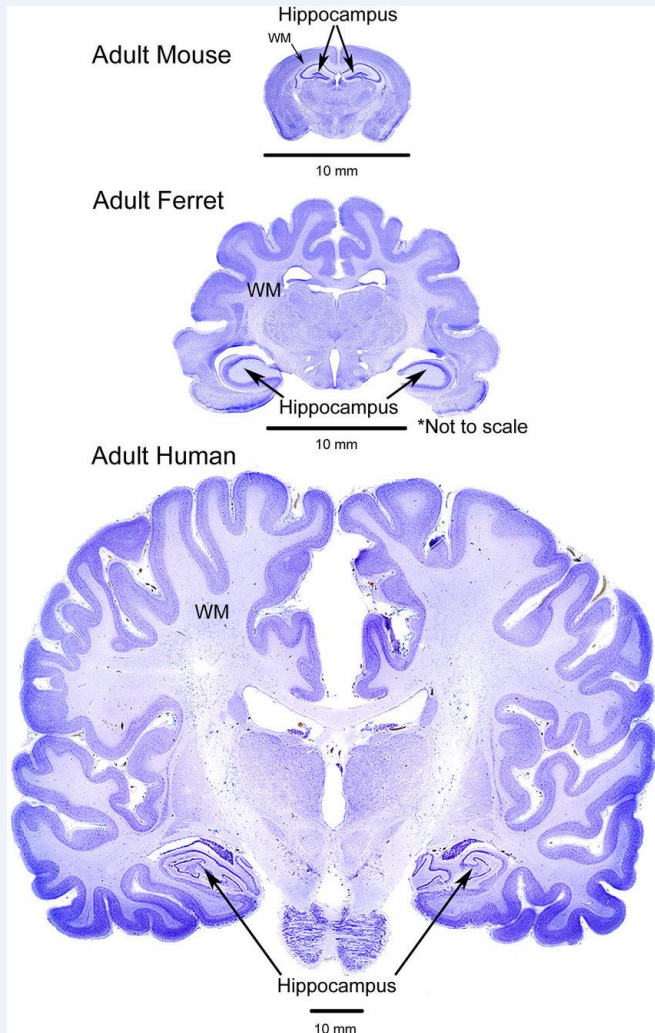 Hippocampus
WM
Adult Mouse
10 mm
Adult Ferret
WM
Hippocampus
*Not to scale
10 mm
Adult Human
WM
Hippocampus
10 mm